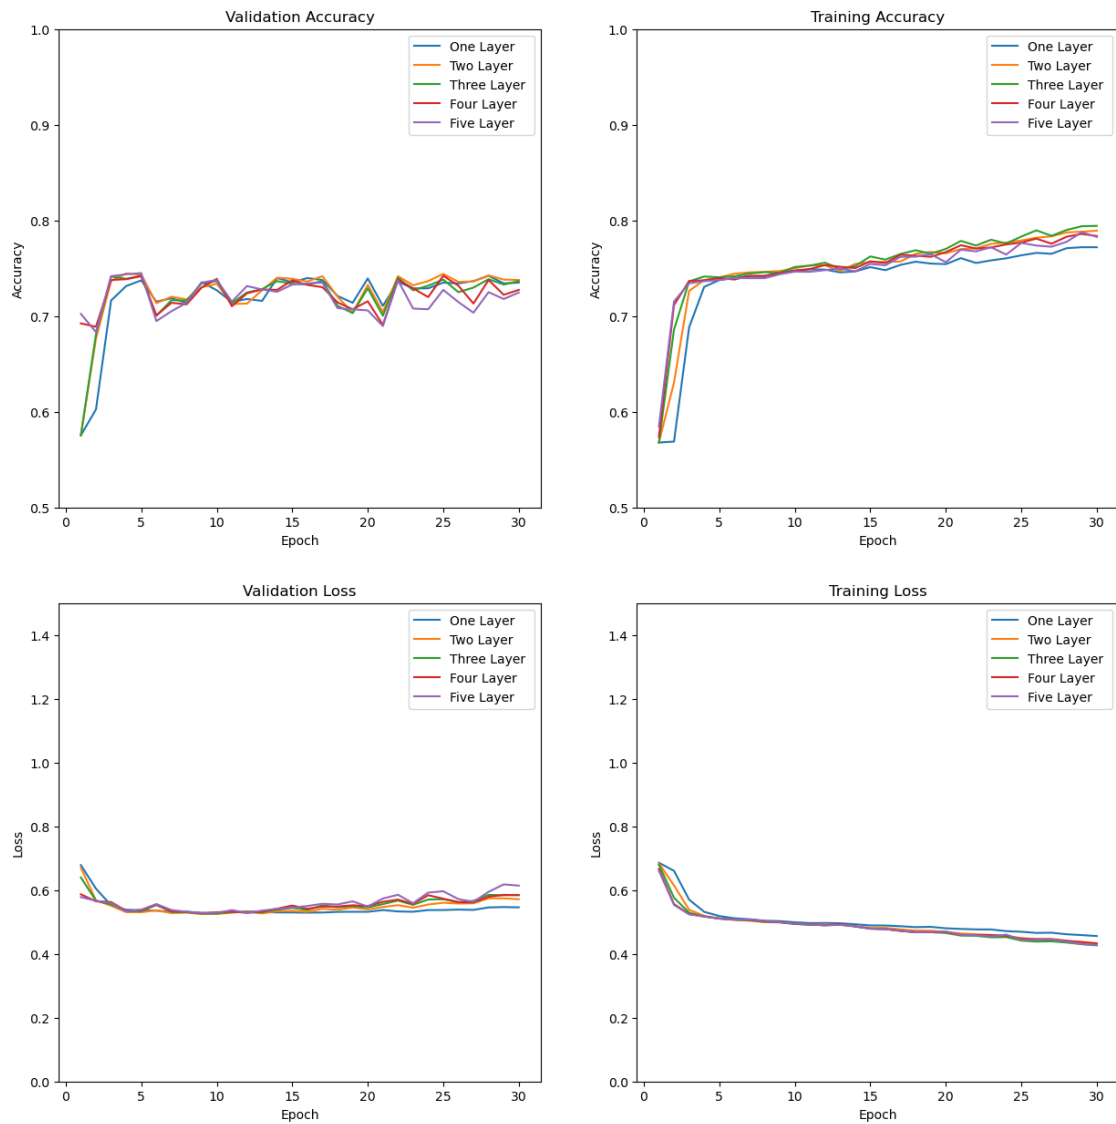 Validation Accuracy
1.0
0.9
0.8
0.7
0.6
0.5
Accuracy
One Layer
Two Layer
Three Layer
Four Layer
Five Layer
0 5 10 15 20 25 30
Epoch
Training Accuracy
1.0
0.9
0.8
0.7
0.6
0.5
Accuracy
One Layer
Two Layer
Three Layer
Four Layer
Five Layer
0 5 10 15 20 25 30
Epoch
Validation Loss
1.4
1.2
1.0
0.8
0.6
0.4
0.2
0.0
Loss
One Layer
Two Layer
Three Layer
Four Layer
Five Layer
0 5 10 15 20 25 30
Epoch
Training Loss
1.4
1.2
1.0
0.8
0.6
0.4
0.2
0.0
Loss
One Layer
Two Layer
Three Layer
Four Layer
Five Layer
0 5 10 15 20 25 30
Epoch